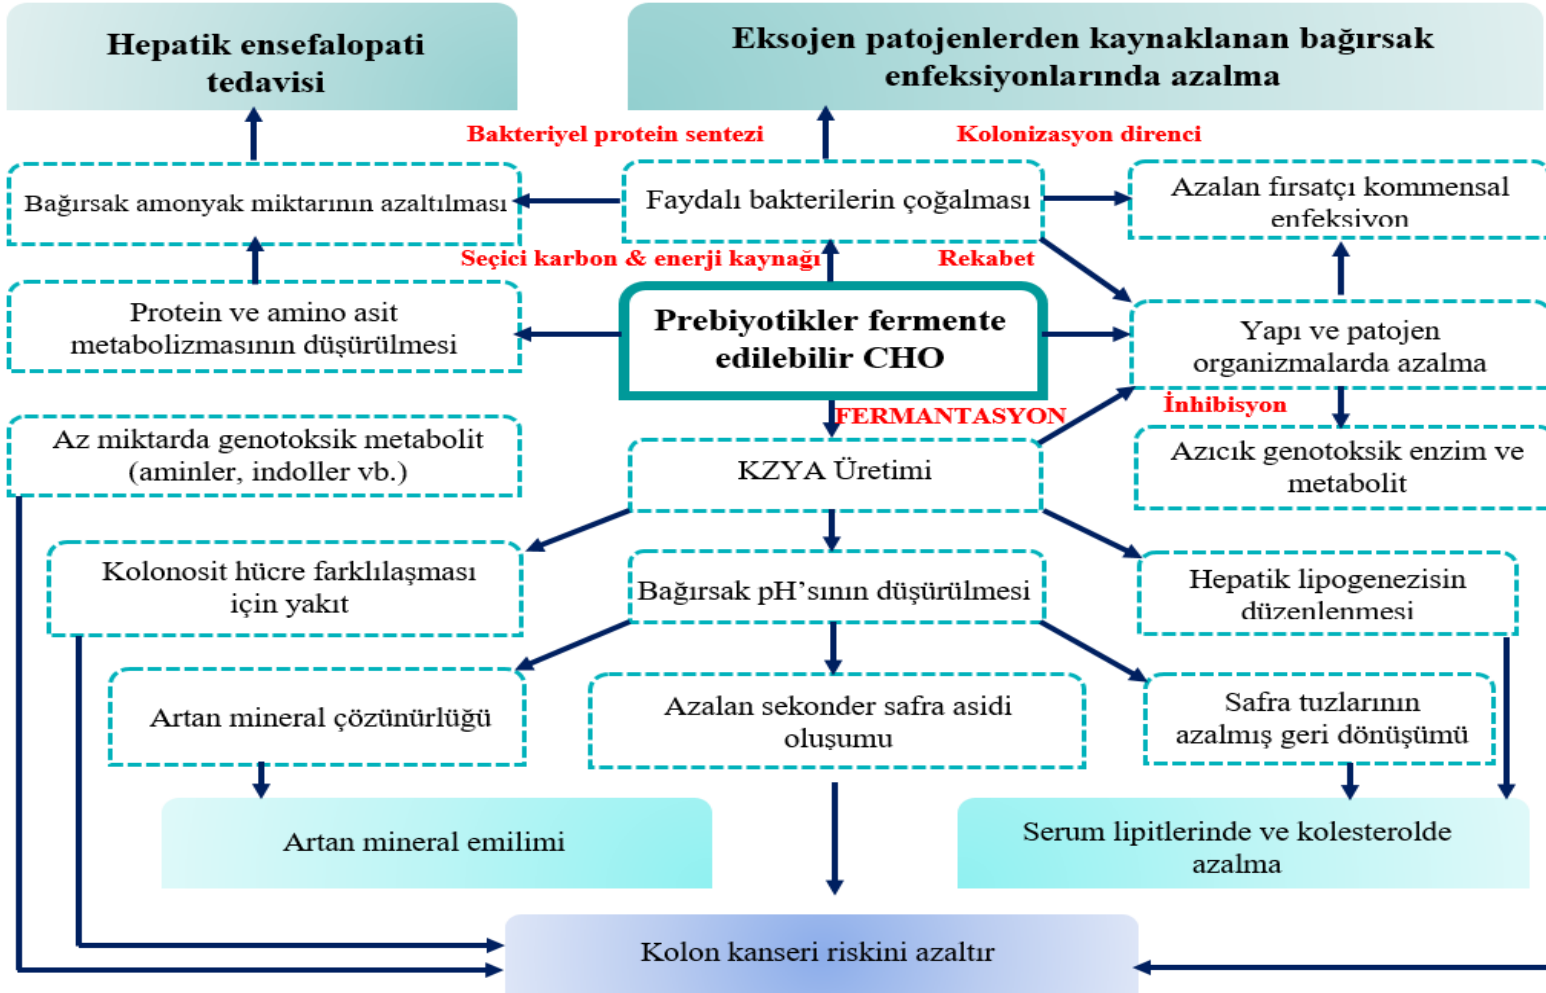 Hepatik ensefalopati
tedavisi
Eksojen patojenlerden kaynaklanan bağırsak
enfeksiyonlarında azalma
Bakteriyel protein sentezi
Kolonizasyon direnci
Bağırsak amonyak miktarının azaltılması
Faydalı bakterilerin çoğalması
Azalan fırsatçı kommensal
enfeksiyon
Seçici karbon & enerji kaynağı
Rekabet
Protein ve amino asit
metabolizmasının düşürülmesi
Prebiyotikler fermente
edilebilir CHO
Yapı ve patojen
organizmalarda azalma
FERMANTASYON
İnhibisyon
Az miktarda genotoksik metabolit
(aminler, indoller vb.)
KZYA Üretimi
Azıcık genotoksik enzim ve
metabolit
Kolonosit hücre farklılaşması
için yakıt
Bağırsak pH’sının düşürülmesi
Hepatik lipogenezisin
düzenlenmesi
Artan mineral çözünürlüğü
Azalan sekonder safra asidi
oluşumu
Safra tuzlarının
azalmış geri dönüşümü
Artan mineral emilimi
Serum lipitlerinde ve kolesterolde
azalma
Kolon kanseri riskini azaltır